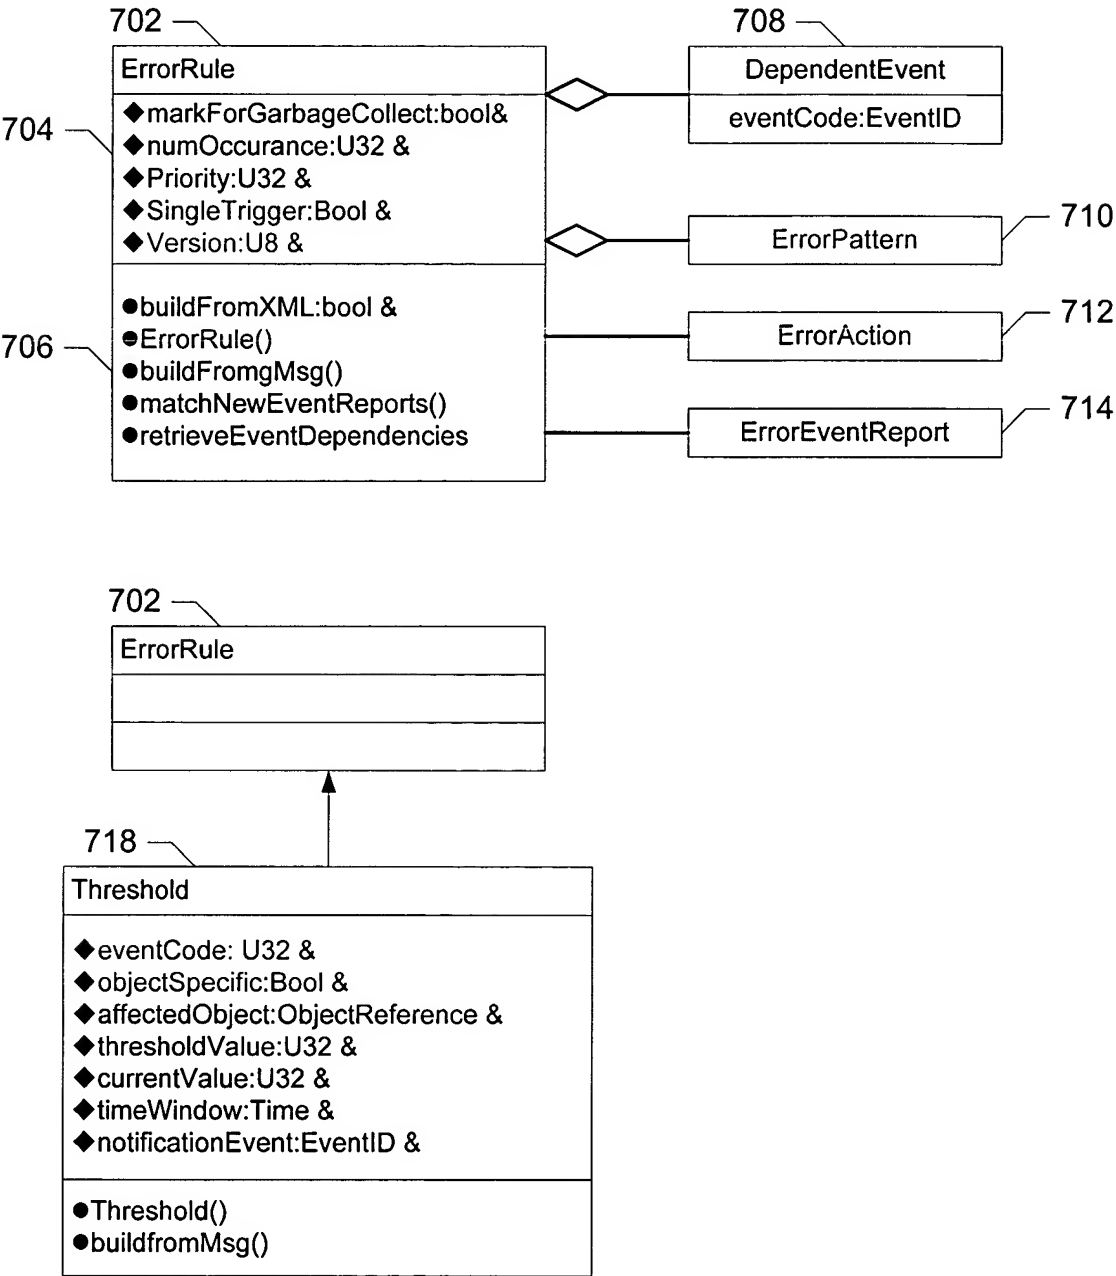 702
ErrorRule
704
◆markForGarbageCollect:bool&
◆numOccurance:U32 &
◆Priority:U32 &
◆SingleTrigger:Bool &
◆Version:U8 &
706
●buildFromXML:bool &
●ErrorRule()
●buildFromgMsg()
●matchNewEventReports()
●retrieveEventDependencies
708
DependentEvent
eventCode:EventID
710
ErrorPattern
712
ErrorAction
714
ErrorEventReport
702
ErrorRule
718
Threshold
◆eventCode: U32 &
◆objectSpecific:Bool &
◆affectedObject:ObjectReference &
◆thresholdValue:U32 &
◆currentValue:U32 &
◆timeWindow:Time &
◆notificationEvent:EventID &
●Threshold()
●buildfromMsg()